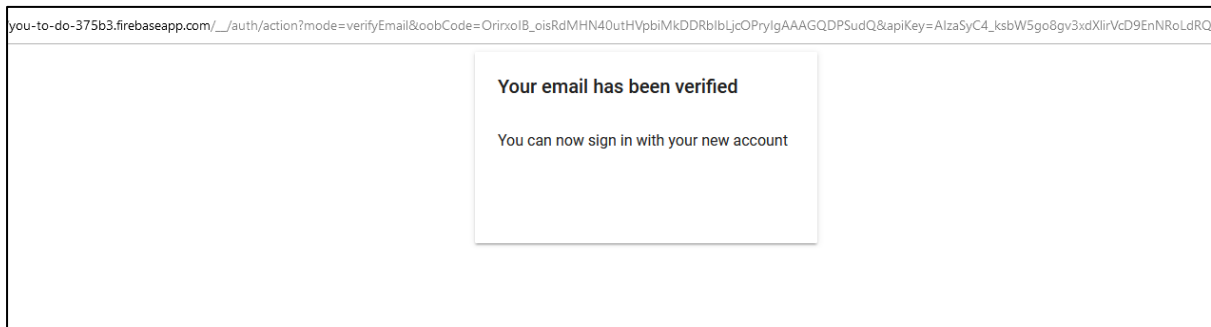 you-to-do-375b3.firebaseapp.com/__/auth/action?mode=verifyEmail&oobCode=OrirxoIB_oisRdMHN40utHVpbiMkDDRbIbLjcOPryIgAAAGQDPSudQ&apiKey=AIzaSyC4_ksbW5go8gv3xdXlirVcD9EnNRoLdRQ
Your email has been verified
You can now sign in with your new account